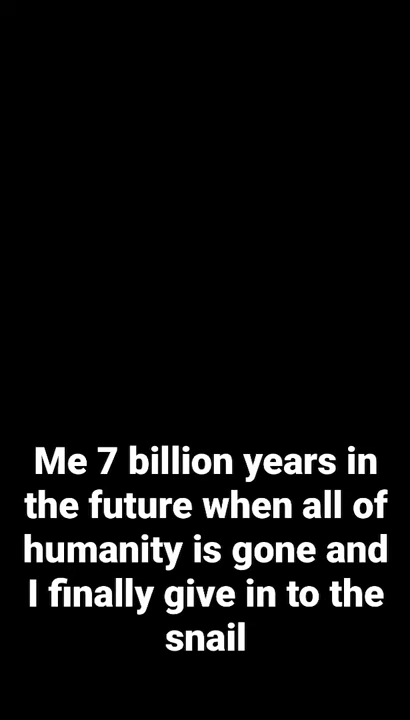 Me 7 billion years in
the future when all of
humanity is gone and
I finally give in to the
snail